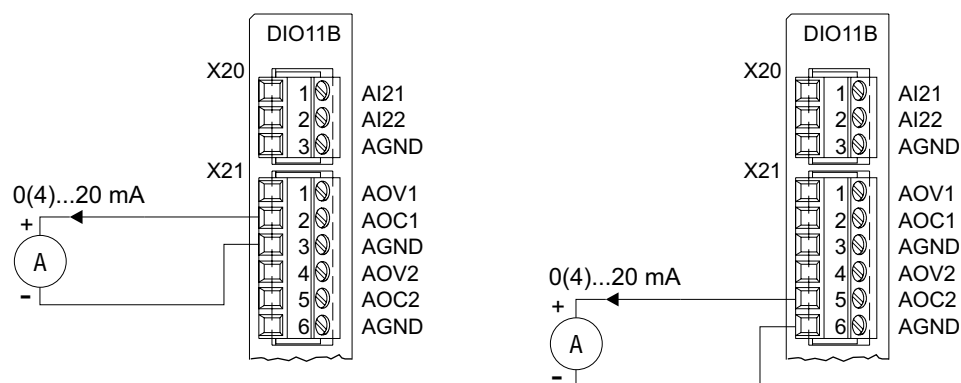 DIO11B
X20
1 AI21
2 AI22
3 AGND
X21
1 AOV1
2 AOC1
3 AGND
4 AOV2
5 AOC2
6 AGND
0(4)...20 mA
+
A
-
DIO11B
X20
1 AI21
2 AI22
3 AGND
X21
1 AOV1
2 AOC1
3 AGND
4 AOV2
5 AOC2
6 AGND
0(4)...20 mA
+
A
-